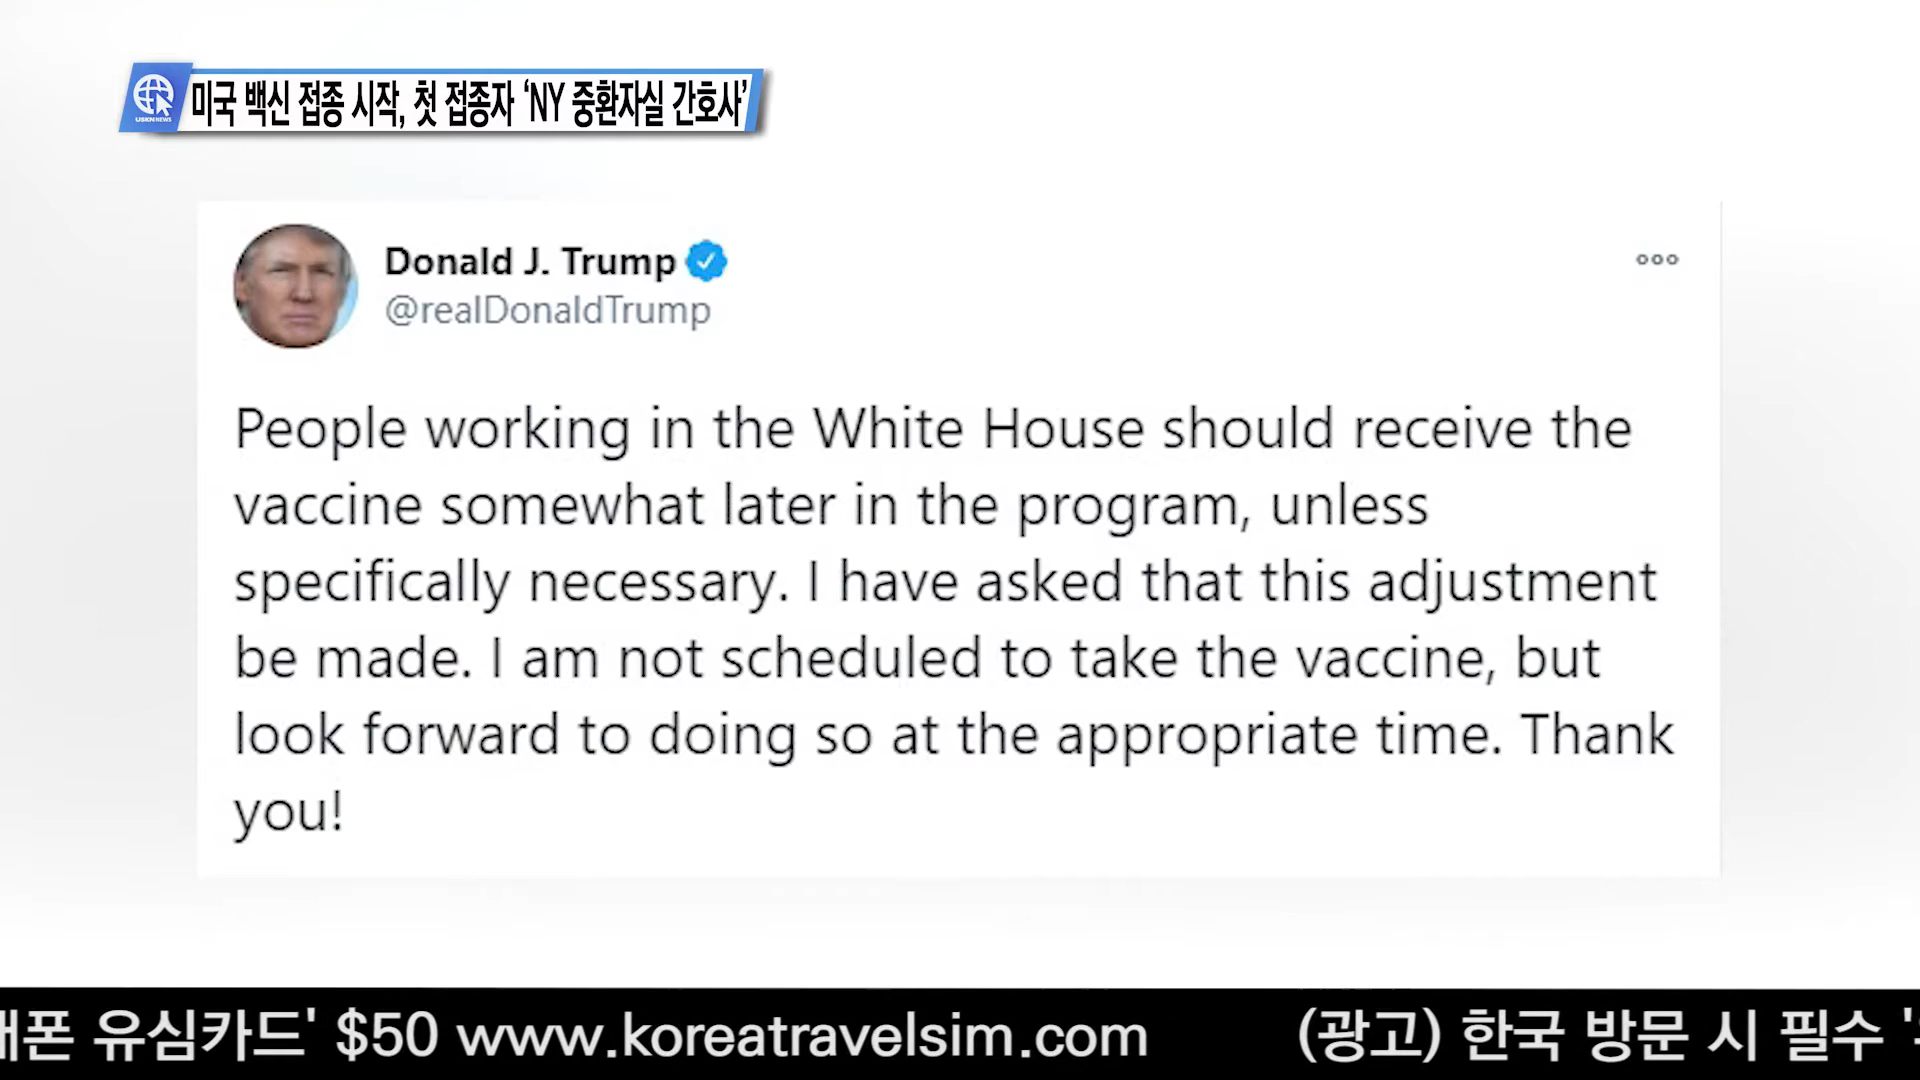 미국 백신 접종 시작, 첫 접종자 ‘NY 중환자실 간호사’
USKN NEWS
Donald J. Trump
@realDonaldTrump
People working in the White House should receive the
vaccine somewhat later in the program, unless
specifically necessary. I have asked that this adjustment
be made. I am not scheduled to take the vaccine, but
look forward to doing so at the appropriate time. Thank
you!
유심카드' $50 www.koreatravelsim.com (광고) 한국 방문 시 필수